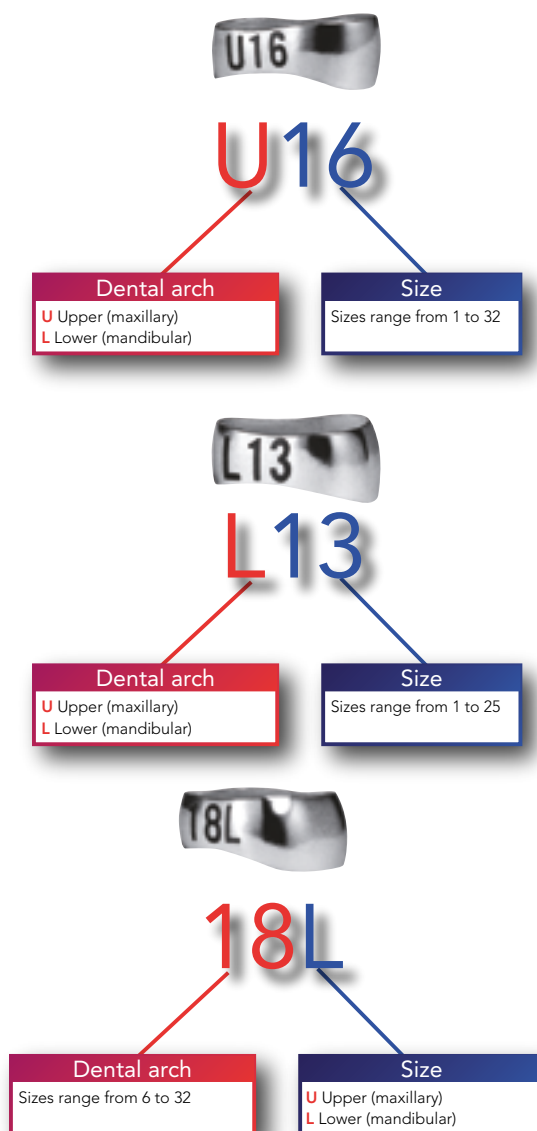 U16
U16
Dental arch
U Upper (maxillary)
L Lower (mandibular)
Size
Sizes range from 1 to 32
L13
L13
Dental arch
U Upper (maxillary)
L Lower (mandibular)
Size
Sizes range from 1 to 25
18L
18L
Dental arch
Sizes range from 6 to 32
Size
U Upper (maxillary)
L Lower (mandibular)